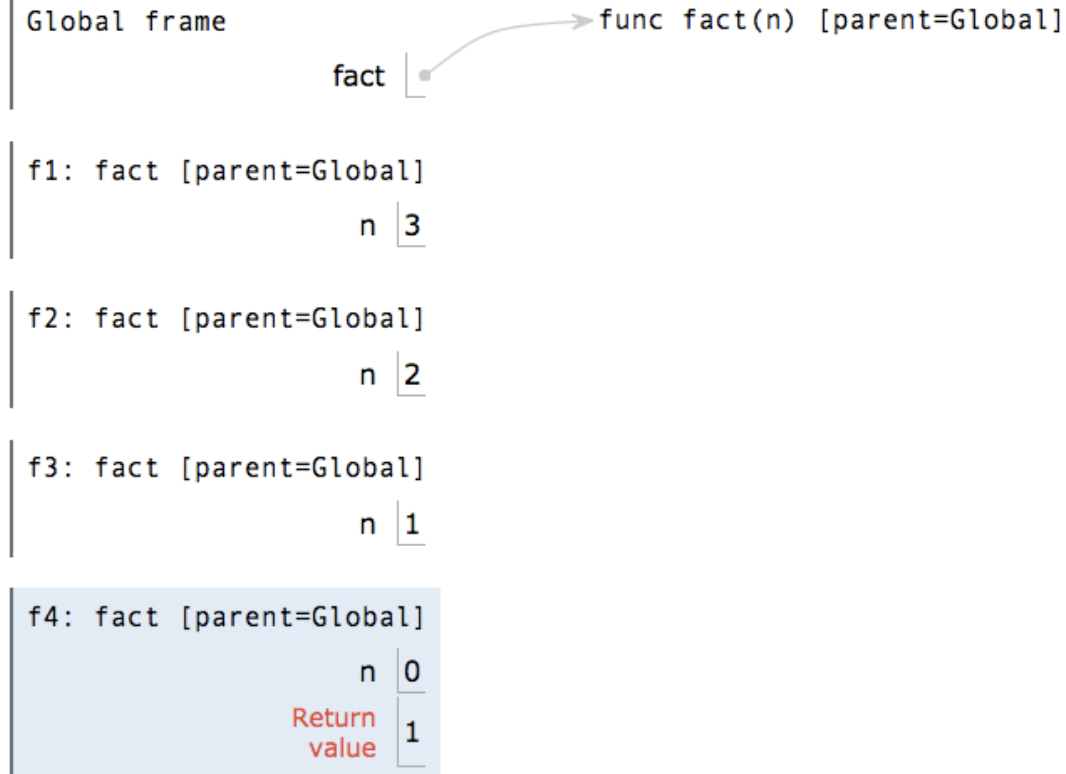 Global frame
func fact(n) [parent=Global]
fact
f1: fact [parent=Global]
n 3
f2: fact [parent=Global]
n 2
f3: fact [parent=Global]
n 1
f4: fact [parent=Global]
n 0
Return
value 1